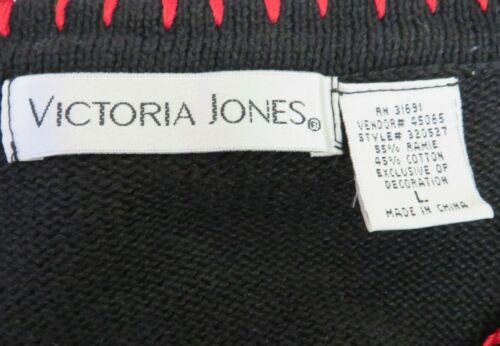 VICTORIA JONES®
RN 31691
VENDOR# 45065
STYLE# 320527
55% RAMIE
45% COTTON
EXCLUSIVE OF
DECORATION
L
MADE IN CHINA